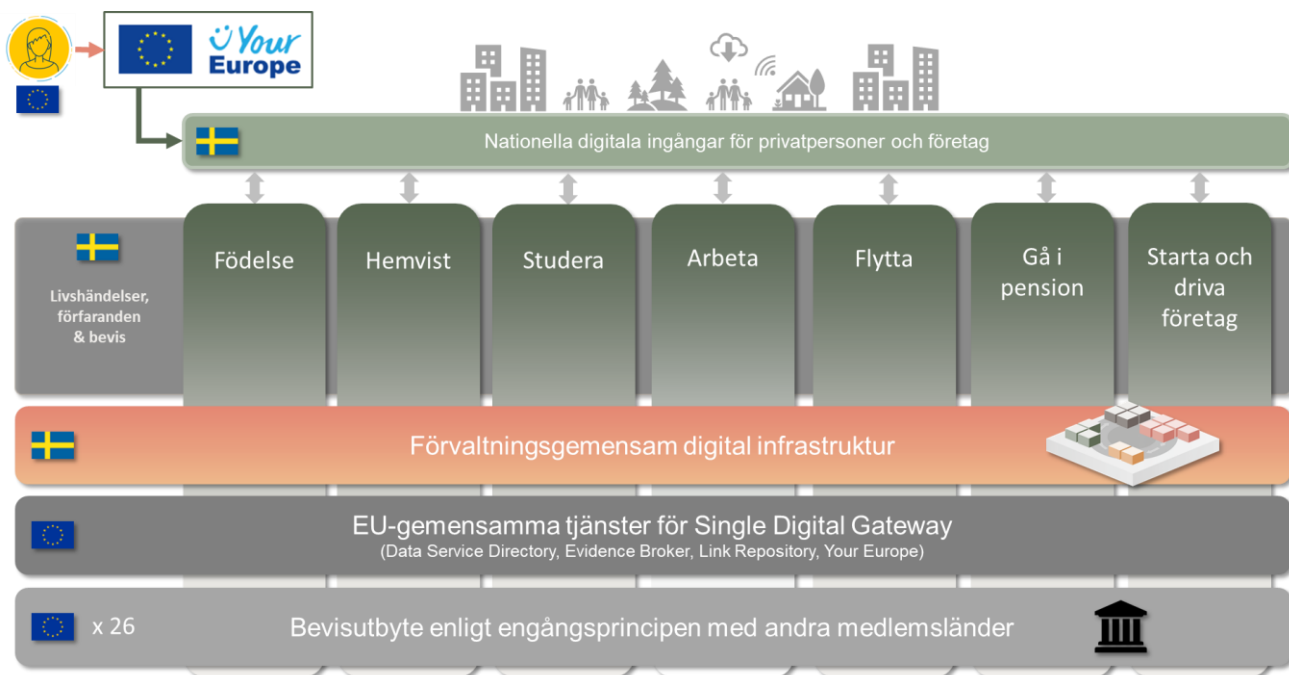 Your
Europe
Nationella digitala ingångar för privatpersoner och företag
Livshändelser,
förfaranden
& bevis
Födelse
Hemvist
Studera
Arbeta
Flytta
Gå i
pension
Starta och
driva
företag
Förvaltningsgemensam digital infrastruktur
EU-gemensamma tjänster för Single Digital Gateway
(Data Service Directory, Evidence Broker, Link Repository, Your Europe)
x 26
Bevisutbyte enligt engångsprincipen med andra medlemsländer